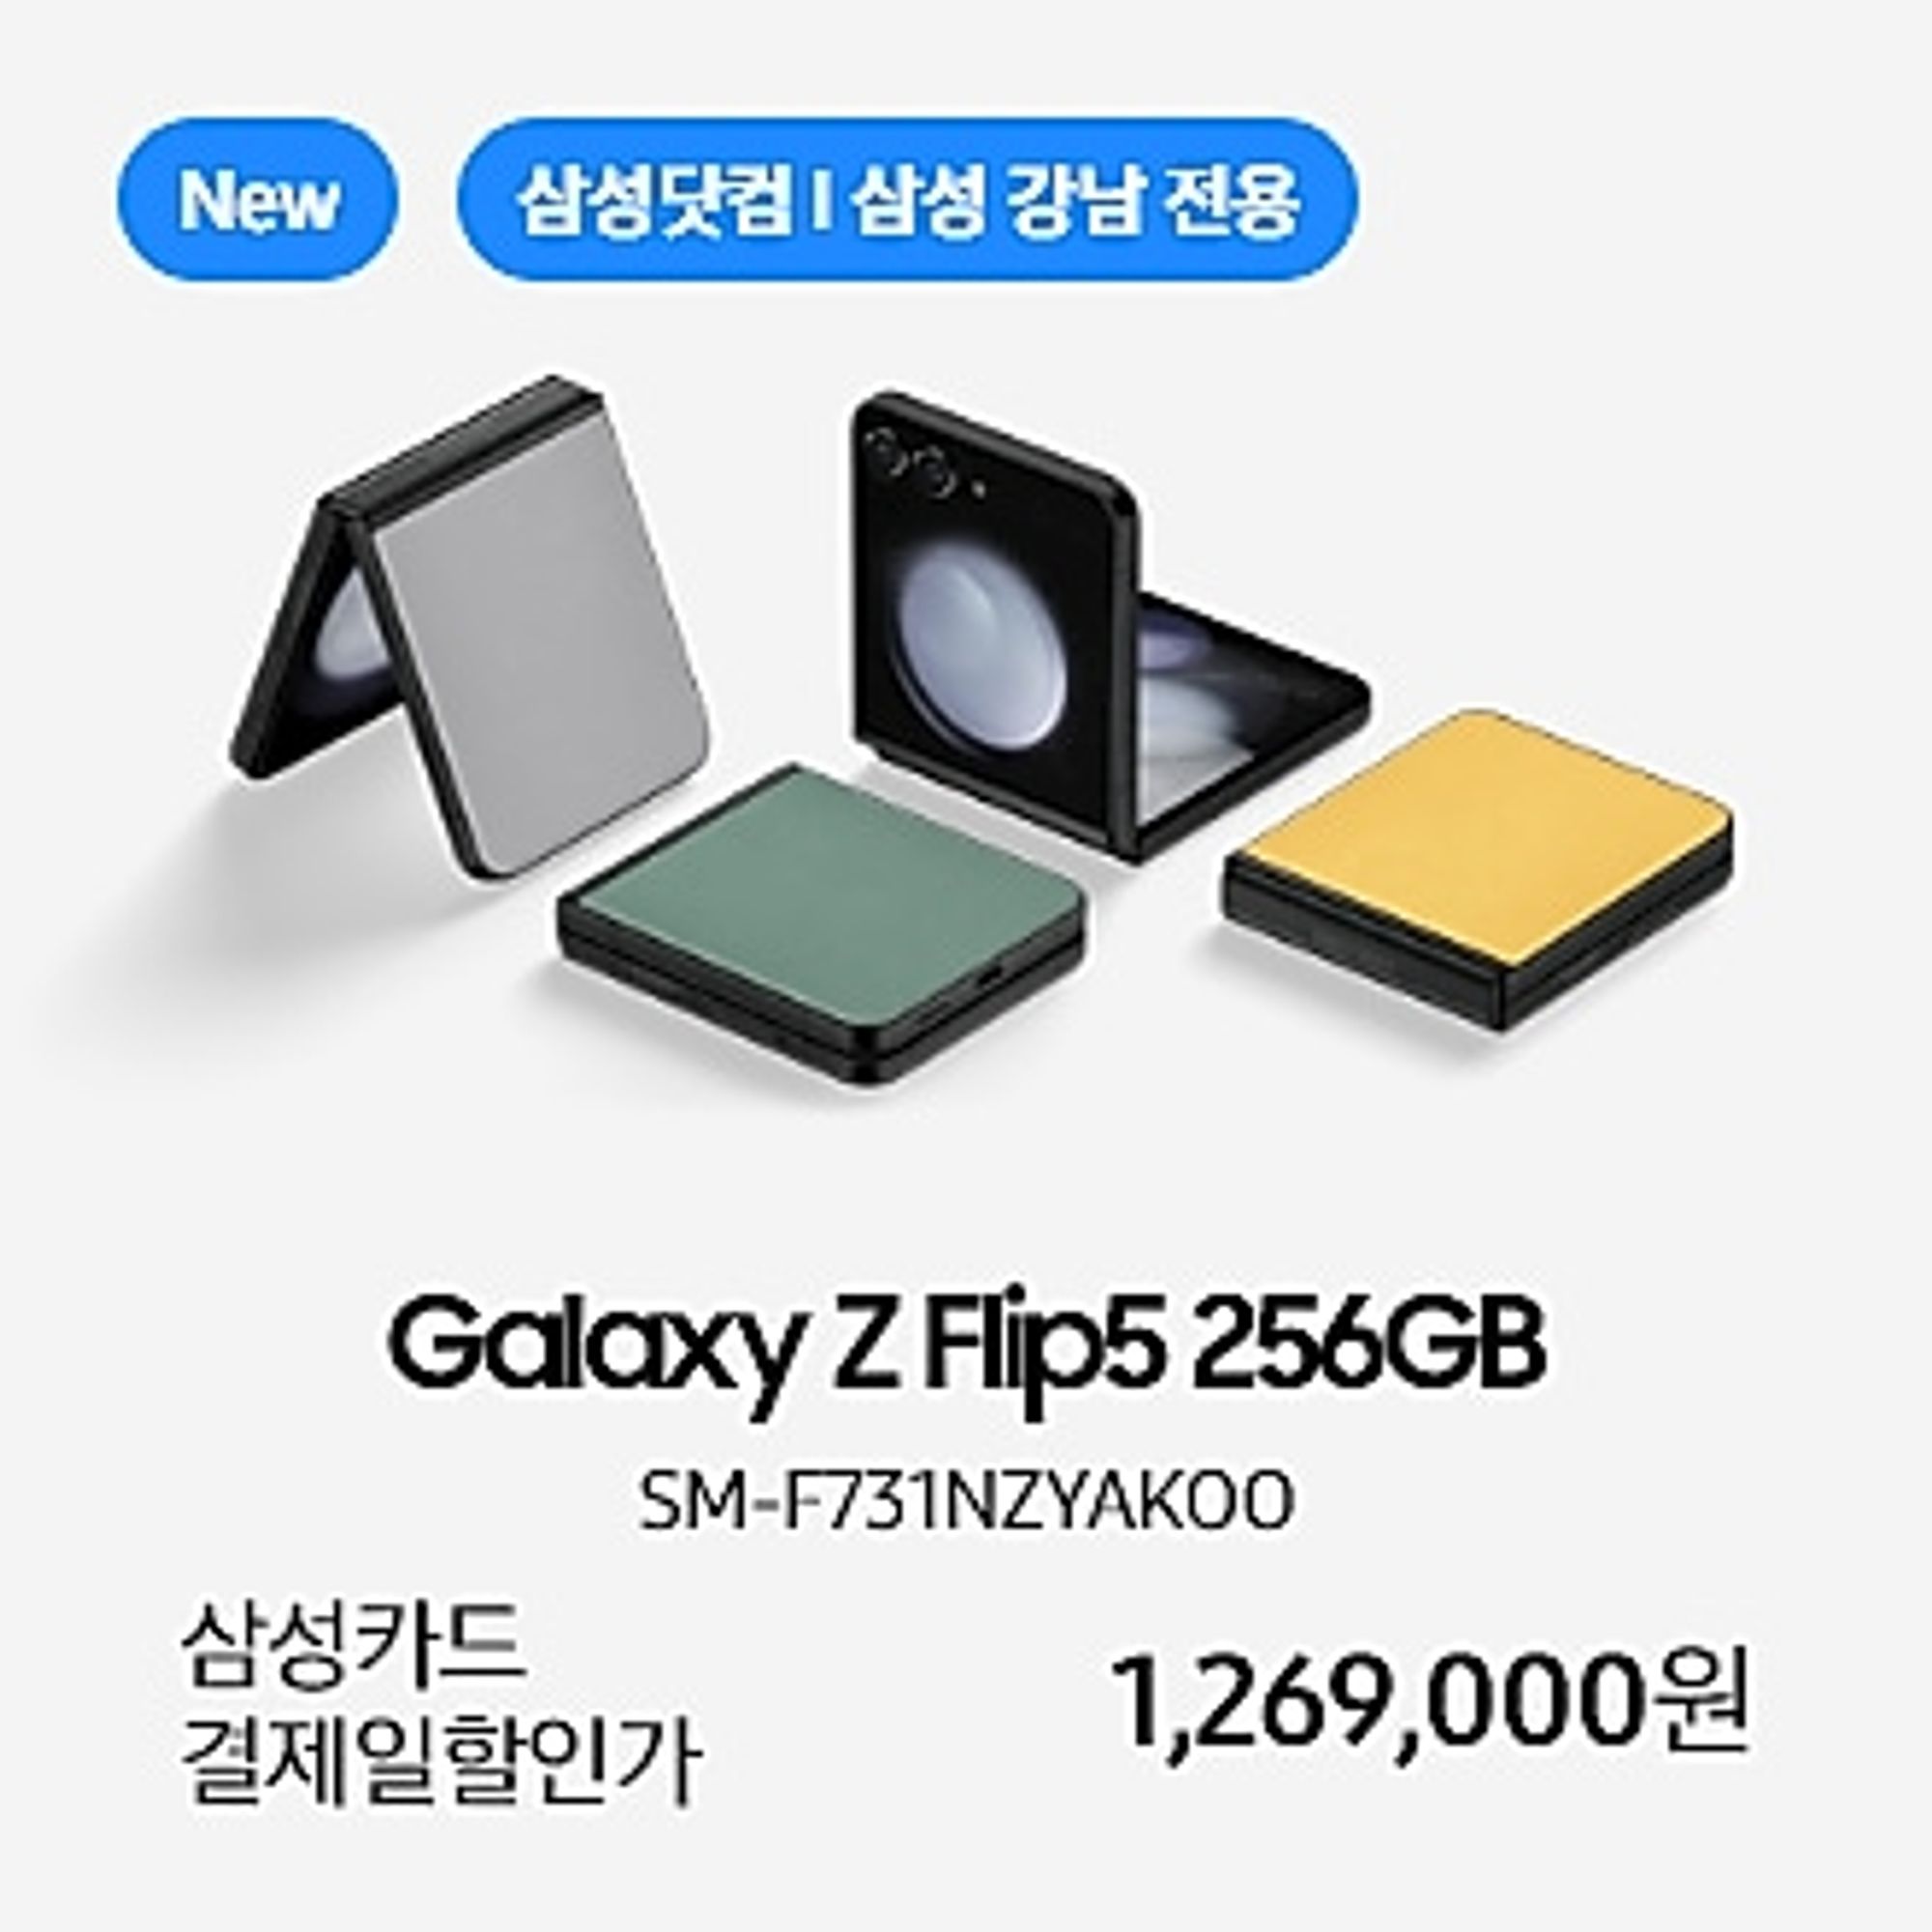 New
삼성닷컴 | 삼성 강남 전용
Galaxy Z Flip5 256GB
SM-F731NZYAKOO
삼성카드
결제일할인가
1,269,000원